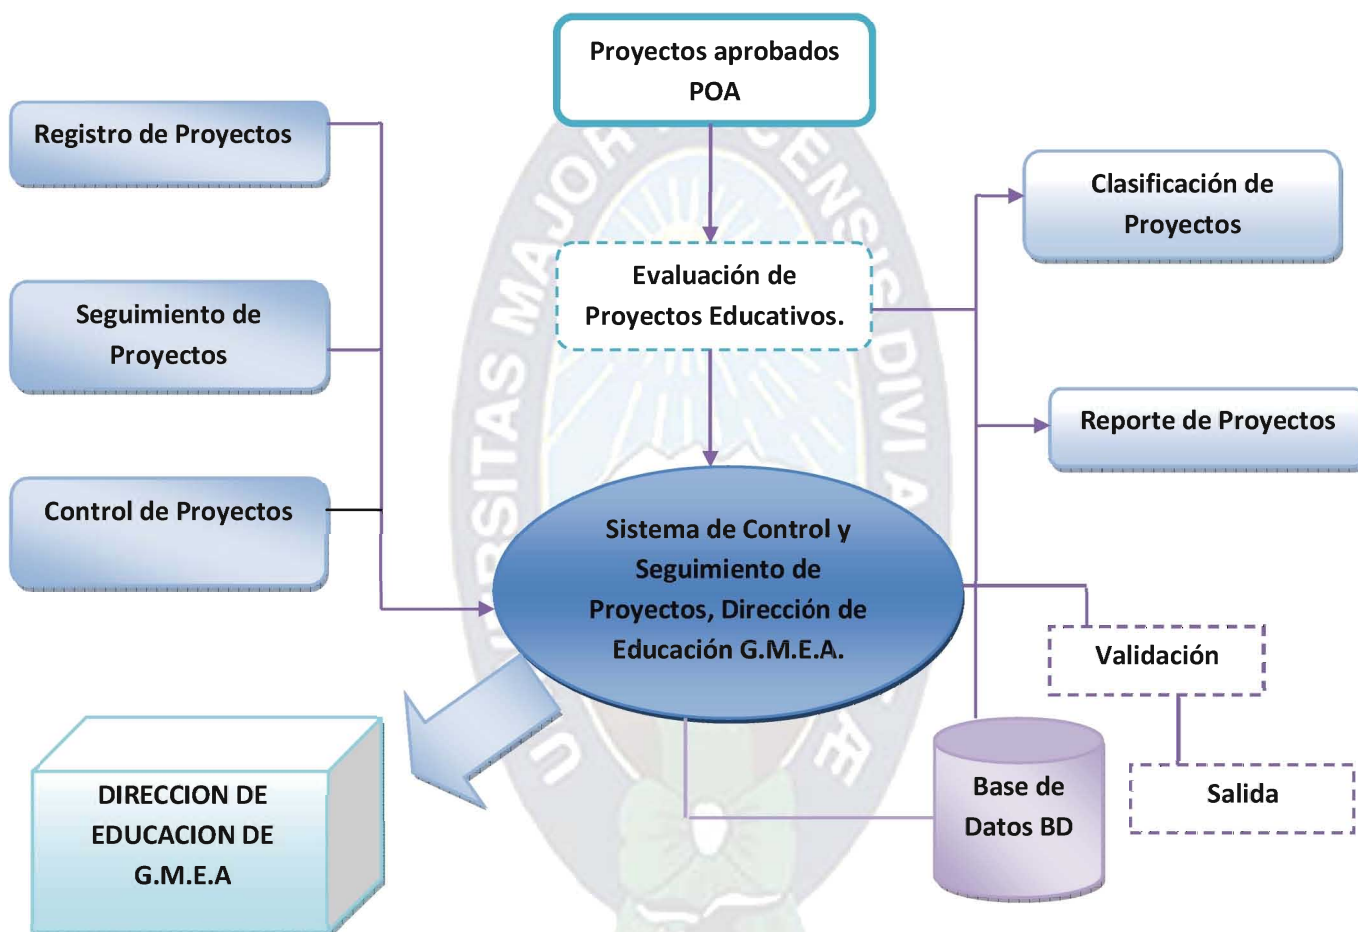 Proyectos aprobados
POA
Registro de Proyectos
Clasificación de
Proyectos
Evaluación de
Proyectos Educativos.
Seguimiento de
Proyectos
Reporte de Proyectos
Control de Proyectos
Sistema de Control y
Seguimiento de
Proyectos, Dirección de
Educación G.M.E.A.
Validación
Salida
Base de
Datos BD
DIRECCION DE
EDUCACION DE
G.M.E.A
MAJOR
DIVI